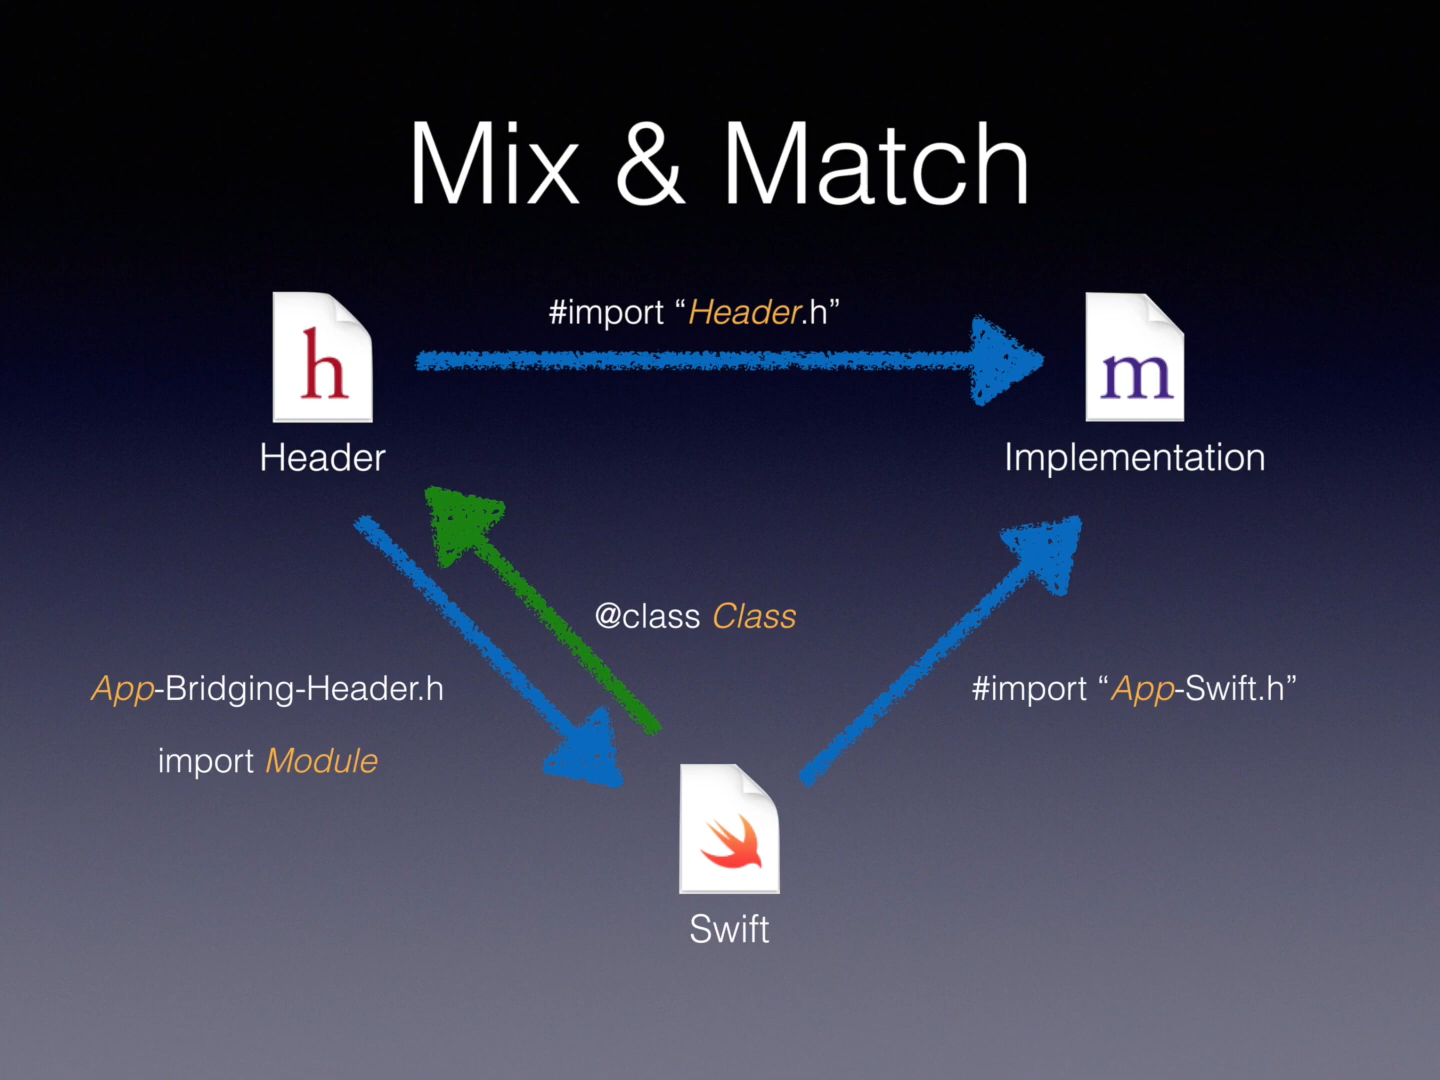 Mix & Match
#import “Header.h”
h
m
Header
Implementation
@class Class
App-Bridging-Header.h
#import “App-Swift.h”
import Module
Swift